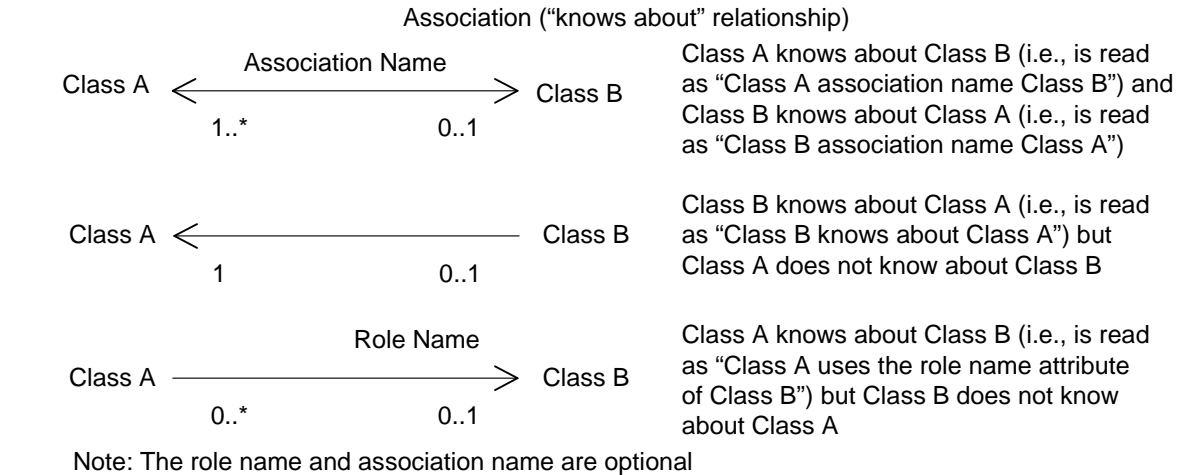 Association (“knows about” relationship)
Class A
Association Name
Class B
1..*
0..1
Class A knows about Class B (i.e., is read
as “Class A association name Class B”) and
Class B knows about Class A (i.e., is read
as “Class B association name Class A”)
Class A
Class B
1
0..1
Class B knows about Class A (i.e., is read
as “Class B knows about Class A”) but
Class A does not know about Class B
Role Name
Class A
Class B
0..*
0..1
Class A knows about Class B (i.e., is read
as “Class A uses the role name attribute
of Class B”) but Class B does not know
about Class A
Note: The role name and association name are optional